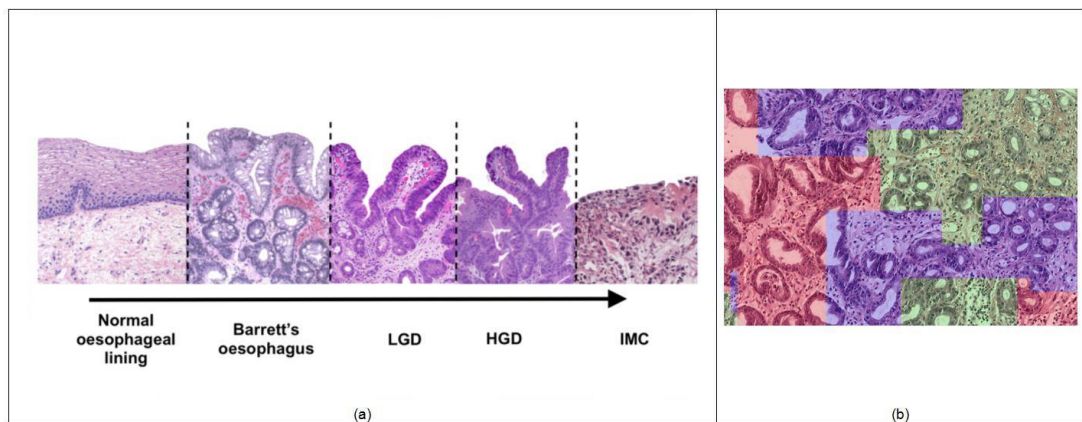 Normal
oesophageal
lining
Barrett's
oesophagus
LGD
HGD
IMC
(a)
(b)